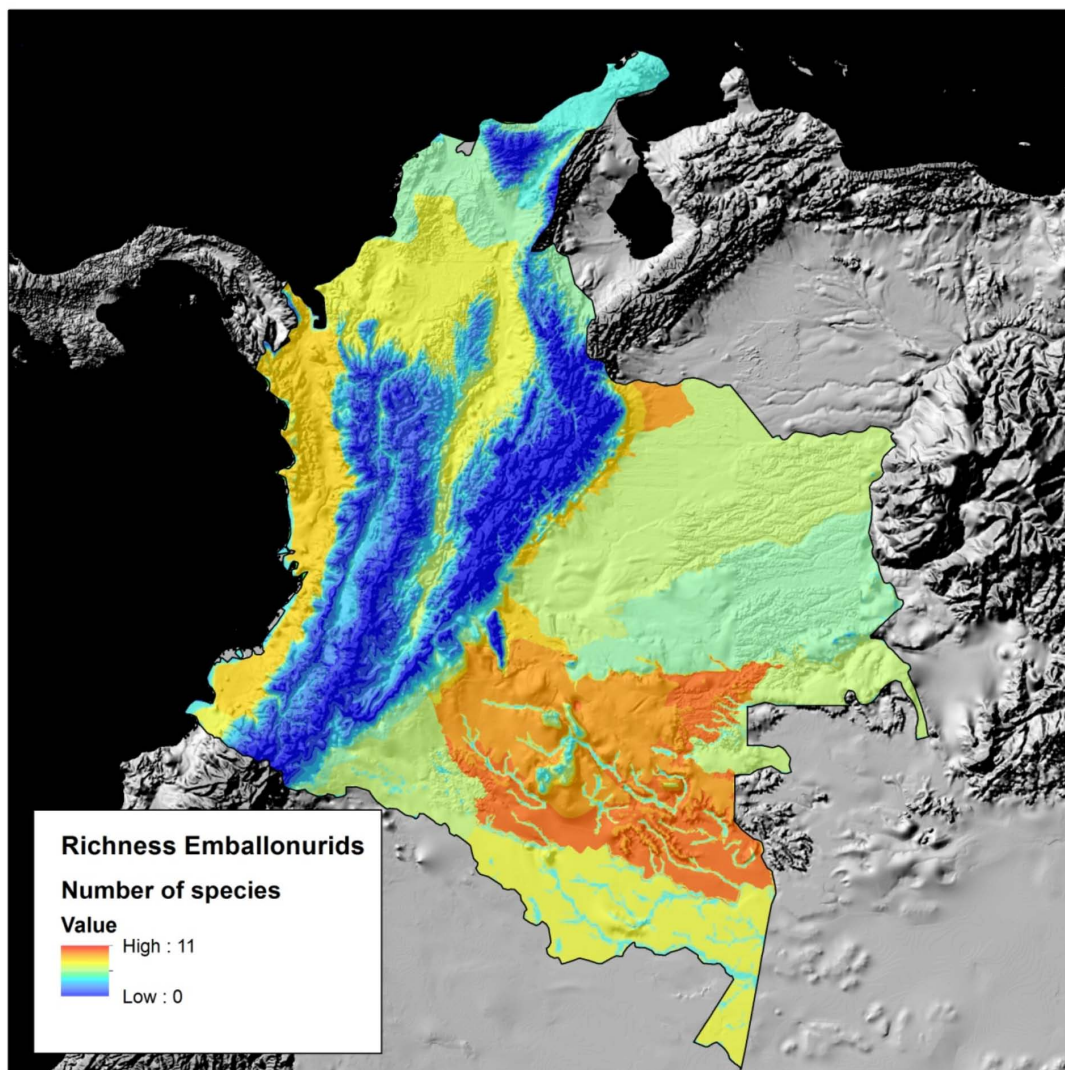 Richness Emballonurids
Number of species
Value
High : 11
Low : 0